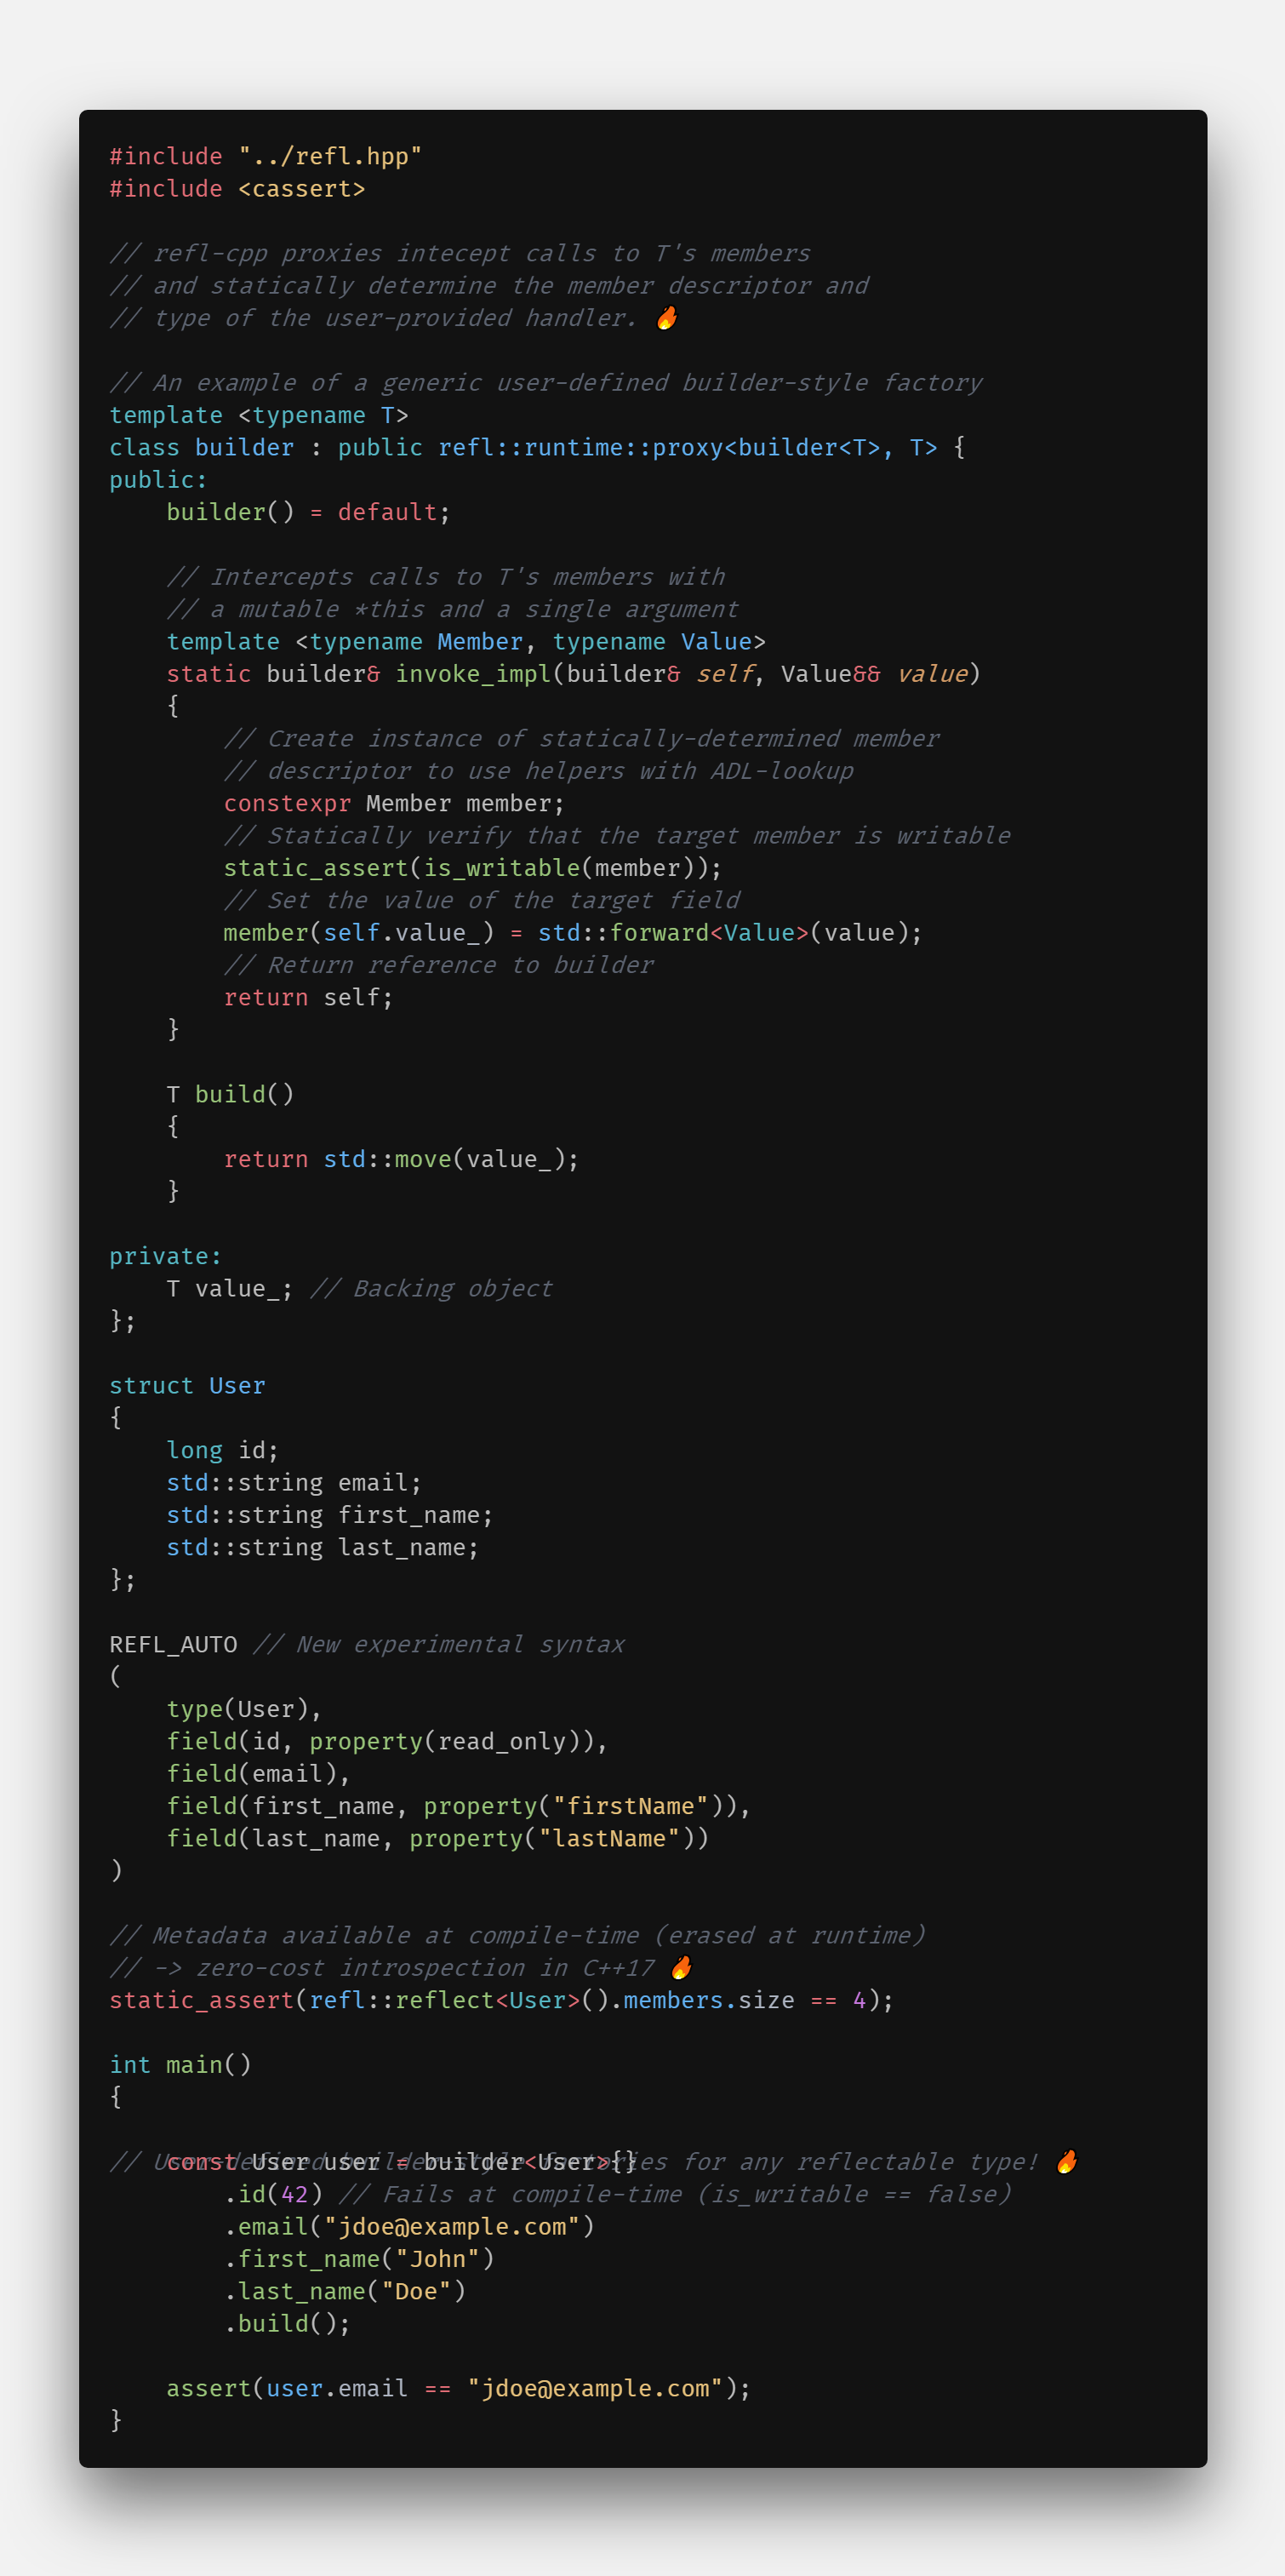 #include "../refl.hpp"
#include <cassert>
// refl-cpp proxies intecept calls to T's members
// and statically determine the member descriptor and
// type of the user-provided handler. 🔥
// An example of a generic user-defined builder-style factory
template <typename T>
class builder : public refl::runtime::proxy<builder<T>, T> {
public:
    builder() = default;
    // Intercepts calls to T's members with
    // a mutable *this and a single argument
    template <typename Member, typename Value>
    static builder& invoke_impl(builder& self, Value&& value)
    {
        // Create instance of statically-determined member
        // descriptor to use helpers with ADL-lookup
        constexpr Member member;
        // Statically verify that the target member is writable
        static_assert(is_writable(member));
        // Set the value of the target field
        member(self.value_) = std::forward<Value>(value);
        // Return reference to builder
        return self;
    }
    T build()
    {
        return std::move(value_);
    }
private:
    T value_; // Backing object
};
struct User
{
    long id;
    std::string email;
    std::string first_name;
    std::string last_name;
};
REFL_AUTO // New experimental syntax
(
    type(User),
    field(id, property(read_only)),
    field(email),
    field(first_name, property("firstName")),
    field(last_name, property("lastName"))
)
// Metadata available at compile-time (erased at runtime)
// -> zero-cost introspection in C++17 🔥
static_assert(refl::reflect<User>().members.size == 4);
int main()
{
// User-defined builder-style factories for any reflectable type! 🔥
    const User user = builder<User>{}
        .id(42) // Fails at compile-time (is_writable == false)
        .email("jdoe@example.com")
        .first_name("John")
        .last_name("Doe")
        .build();
    assert(user.email == "jdoe@example.com");
}